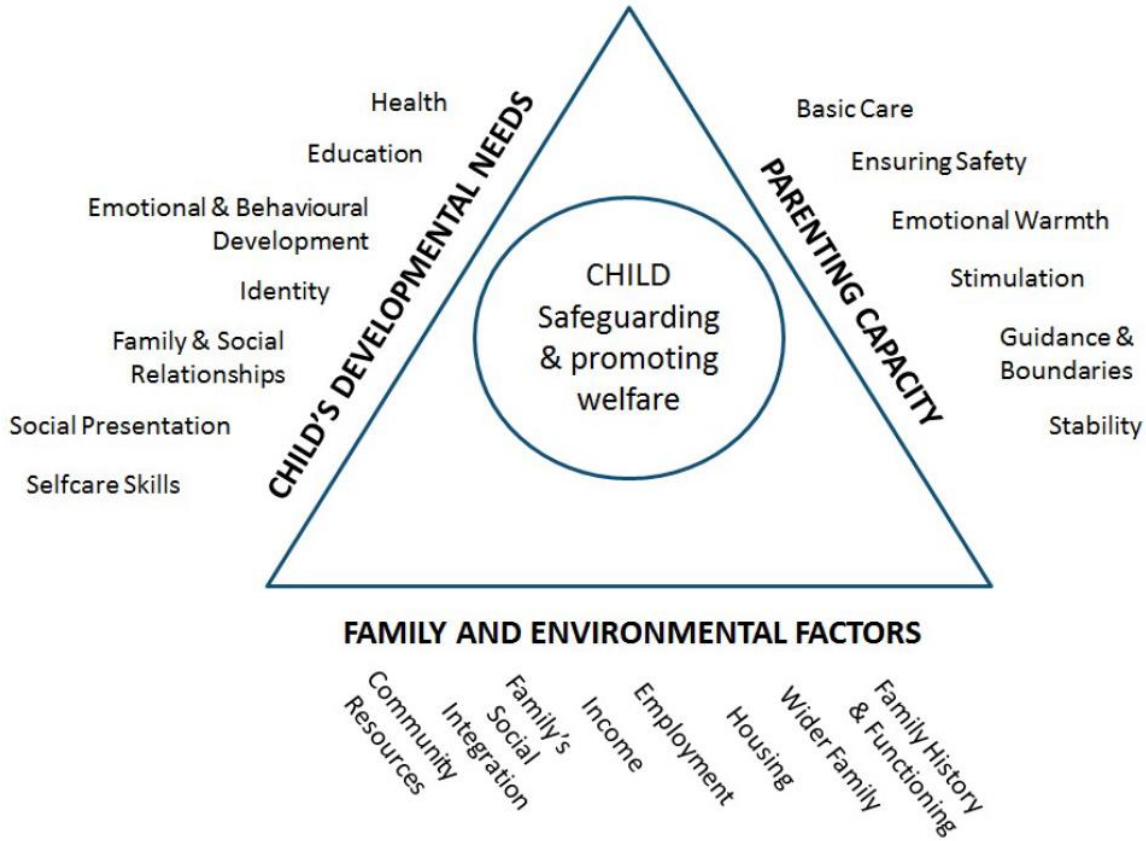 Health
Education
Emotional & Behavioural
Development
Identity
Family & Social
Relationships
Social Presentation
Selfcare Skills
CHILD'S DEVELOPMENTAL NEEDS
CHILD
Safeguarding
& promoting
welfare
PARENTING CAPACITY
Basic Care
Ensuring Safety
Emotional Warmth
Stimulation
Guidance &
Boundaries
Stability
FAMILY AND ENVIRONMENTAL FACTORS
Community
Resources
Family's
Social
Integration
Income
Employment
Housing
Wider Family
Family History
& Functioning